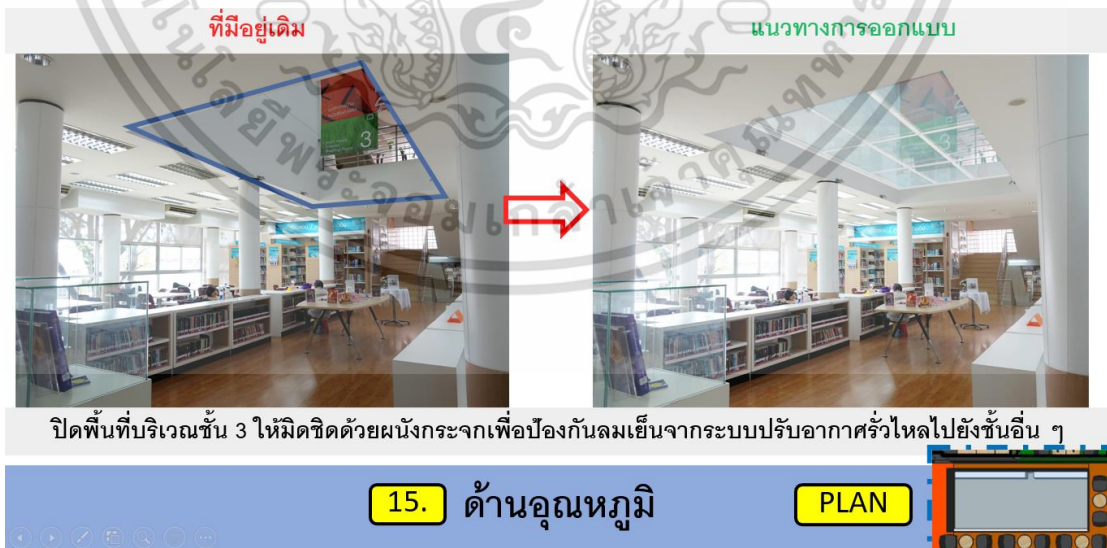 ที่มีอยู่เดิม
แนวทางการออกแบบ
3
3
ปิดพื้นที่บริเวณชั้น 3 ให้มิดชิดด้วยผนังกระจกเพื่อป้องกันลมเย็นจากระบบปรับอากาศรั่วไหลไปยังชั้นอื่น ๆ
15. ด้านอุณหภูมิ
PLAN